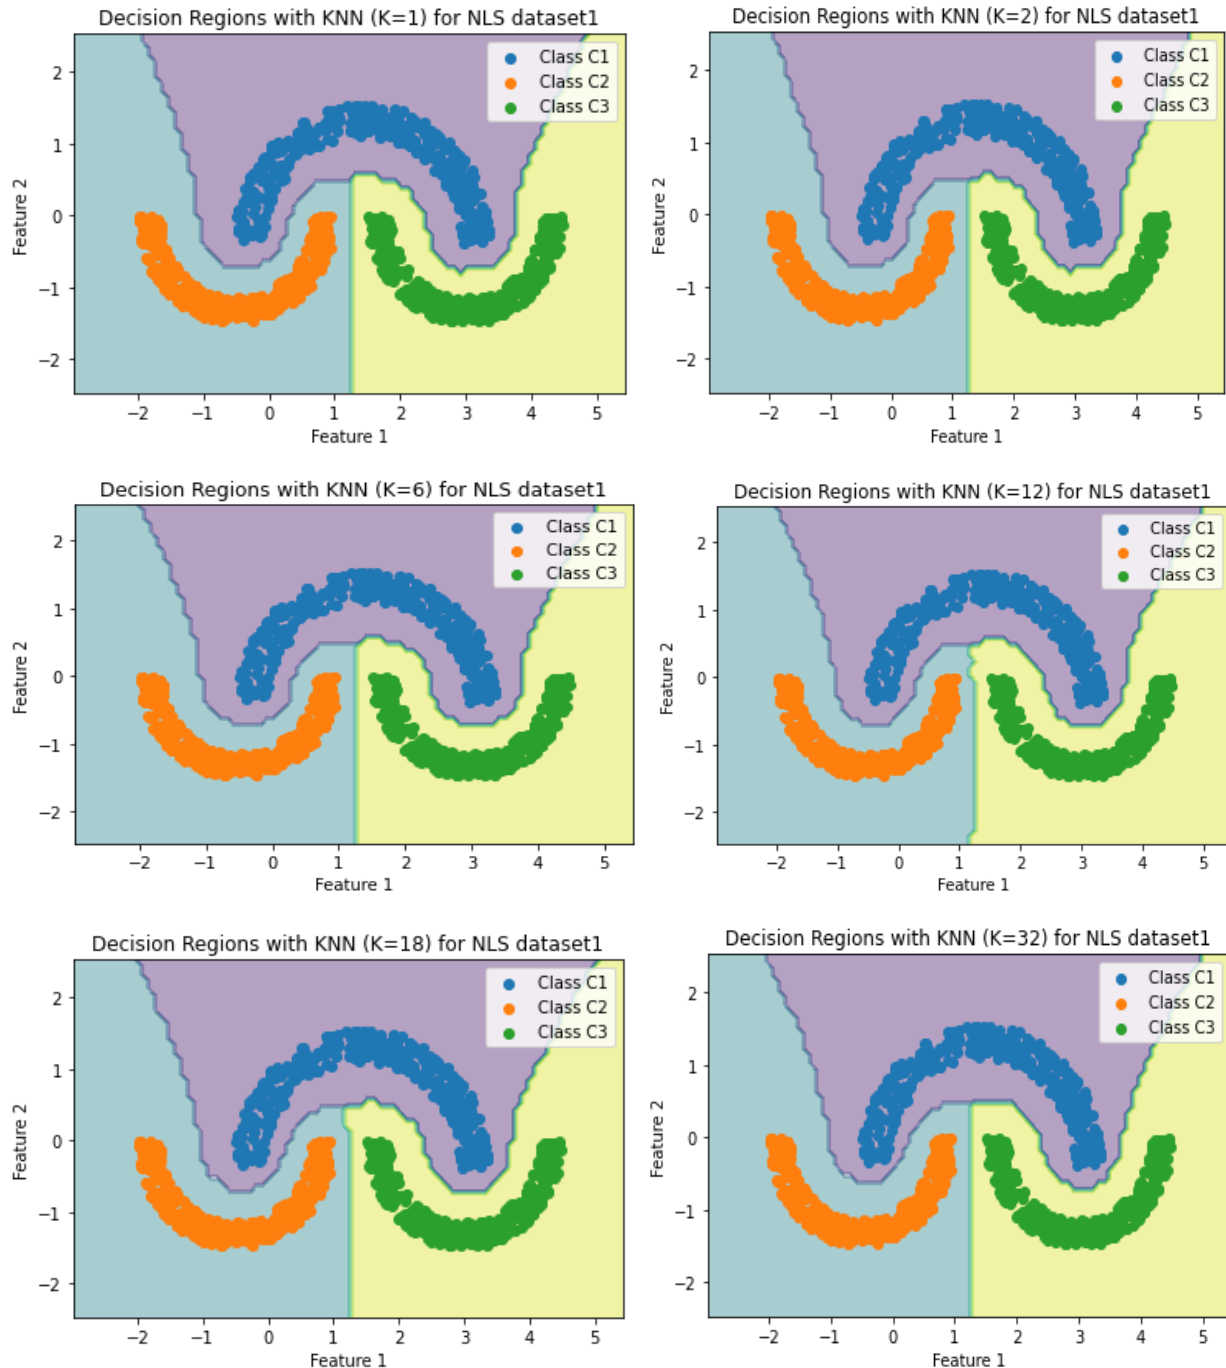 Decision Regions with KNN (K=1) for NLS dataset1
Class C1
Class C2
Class C3
2
1
0
−1
−2
Feature 2
−2 −1 0 1 2 3 4 5
Feature 1
Decision Regions with KNN (K=2) for NLS dataset1
Class C1
Class C2
Class C3
2
1
0
−1
−2
Feature 2
−2 −1 0 1 2 3 4 5
Feature 1
Decision Regions with KNN (K=6) for NLS dataset1
Class C1
Class C2
Class C3
2
1
0
−1
−2
Feature 2
−2 −1 0 1 2 3 4 5
Feature 1
Decision Regions with KNN (K=12) for NLS dataset1
Class C1
Class C2
Class C3
2
1
0
−1
−2
Feature 2
−2 −1 0 1 2 3 4 5
Feature 1
Decision Regions with KNN (K=18) for NLS dataset1
Class C1
Class C2
Class C3
2
1
0
−1
−2
Feature 2
−2 −1 0 1 2 3 4 5
Feature 1
Decision Regions with KNN (K=32) for NLS dataset1
Class C1
Class C2
Class C3
2
1
0
−1
−2
Feature 2
−2 −1 0 1 2 3 4 5
Feature 1